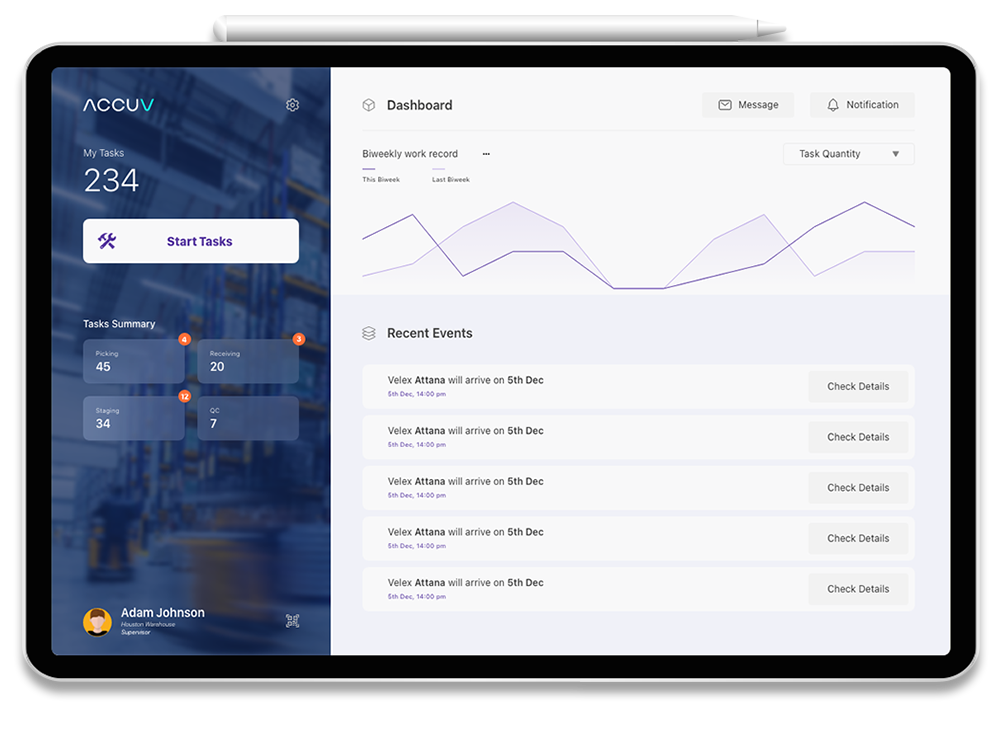 ACCUV
My Tasks
234
Start Tasks
Tasks Summary
4
Picking
45
3
Receiving
20
12
Staging
34
QC
7
Adam Johnson
Houston Warehouse
Supervisor
Dashboard
Message
Notification
Biweekly work record
Task Quantity
This Biweek
Last Biweek
Recent Events
Velex Attana will arrive on 5th Dec
5th Dec, 14:00 pm
Check Details
Velex Attana will arrive on 5th Dec
5th Dec, 14:00 pm
Check Details
Velex Attana will arrive on 5th Dec
5th Dec, 14:00 pm
Check Details
Velex Attana will arrive on 5th Dec
5th Dec, 14:00 pm
Check Details
Velex Attana will arrive on 5th Dec
5th Dec, 14:00 pm
Check Details